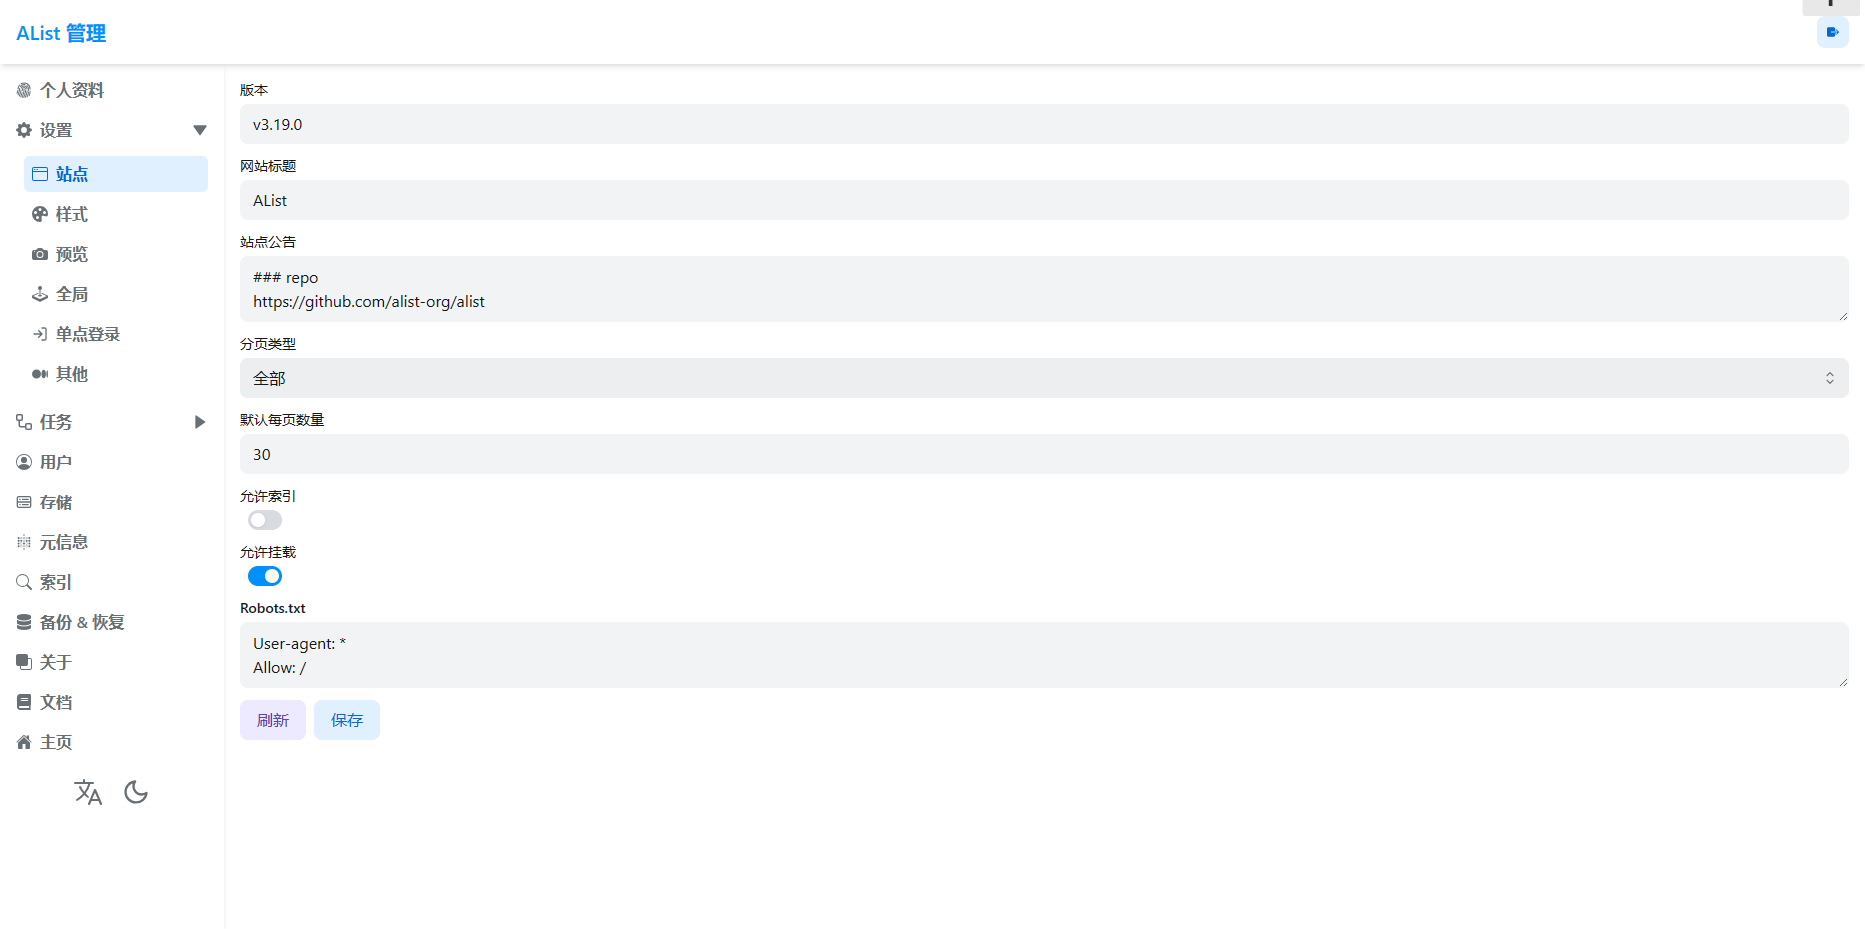 AList 管理
个人资料
设置
站点
样式
预览
全局
单点登录
其他
任务
用户
存储
元信息
索引
备份 & 恢复
关于
文档
主页
版本
v3.19.0
网站标题
AList
站点公告
### repo
https://github.com/alist-org/alist
分页类型
全部
默认每页数量
30
允许索引
允许挂载
Robots.txt
User-agent: *
Allow: /
刷新
保存